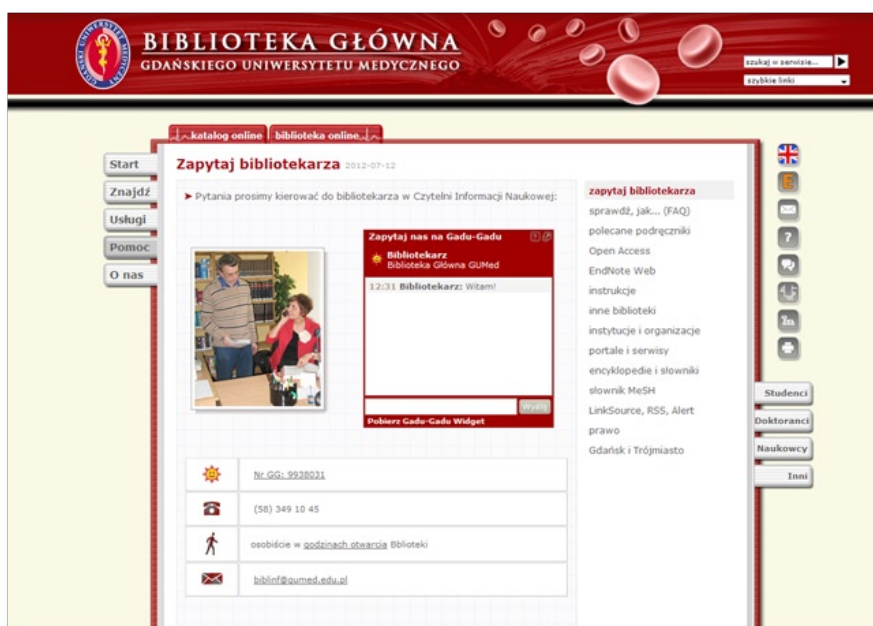 BIBLIOTEKA GŁÓWNA
GDAŃSKIEGO UNIWERSYTETU MEDYCZNEGO
szukaj w serwisie...
szybkie linki
katalog online
biblioteka online
Start
Znajdź
Usługi
Pomoc
O nas
Zapytaj bibliotekarza 2012-07-12
Pytania prosimy kierować do bibliotekarza w Czytelni Informacji Naukowej:
Zapytaj nas na Gadu-Gadu
Bibliotekarz
Biblioteka Główna GUMed
12:31 Bibliotekarz: Witam!
Wyślij
Pobierz Gadu-Gadu Widget
Nr GG: 9938031
(58) 349 10 45
osobiście w godzinach otwarcia Bblioteki
biblinf@gumed.edu.pl
zapytaj bibliotekarza
sprawdź, jak... (FAQ)
polecane podręczniki
Open Access
EndNote Web
instrukcje
inne biblioteki
instytucje i organizacje
portale i serwisy
encyklopedie i słowniki
słownik MeSH
LinkSource, RSS, Alert
prawo
Gdańsk i Trójmiasto
E
?
Studenci
Doktoranci
Naukowcy
Inni